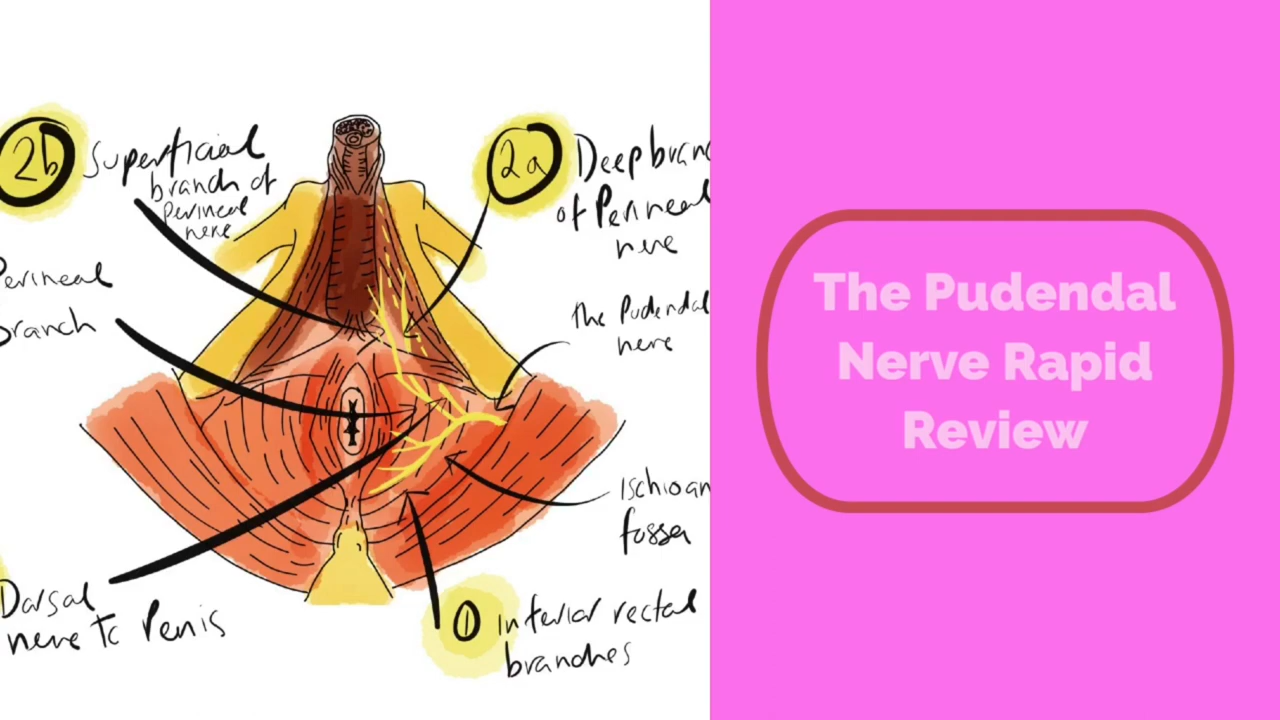 2b
Superficial
branch of
Perineal
nerve
2a
Deep bran
of Perineal
nerve
Perineal
branch
the Pudendal
nerve
Ischioan
fossa
Dorsal
nerve to Penis
1 Inferior rectal
branches
The Pudendal
Nerve Rapid
Review